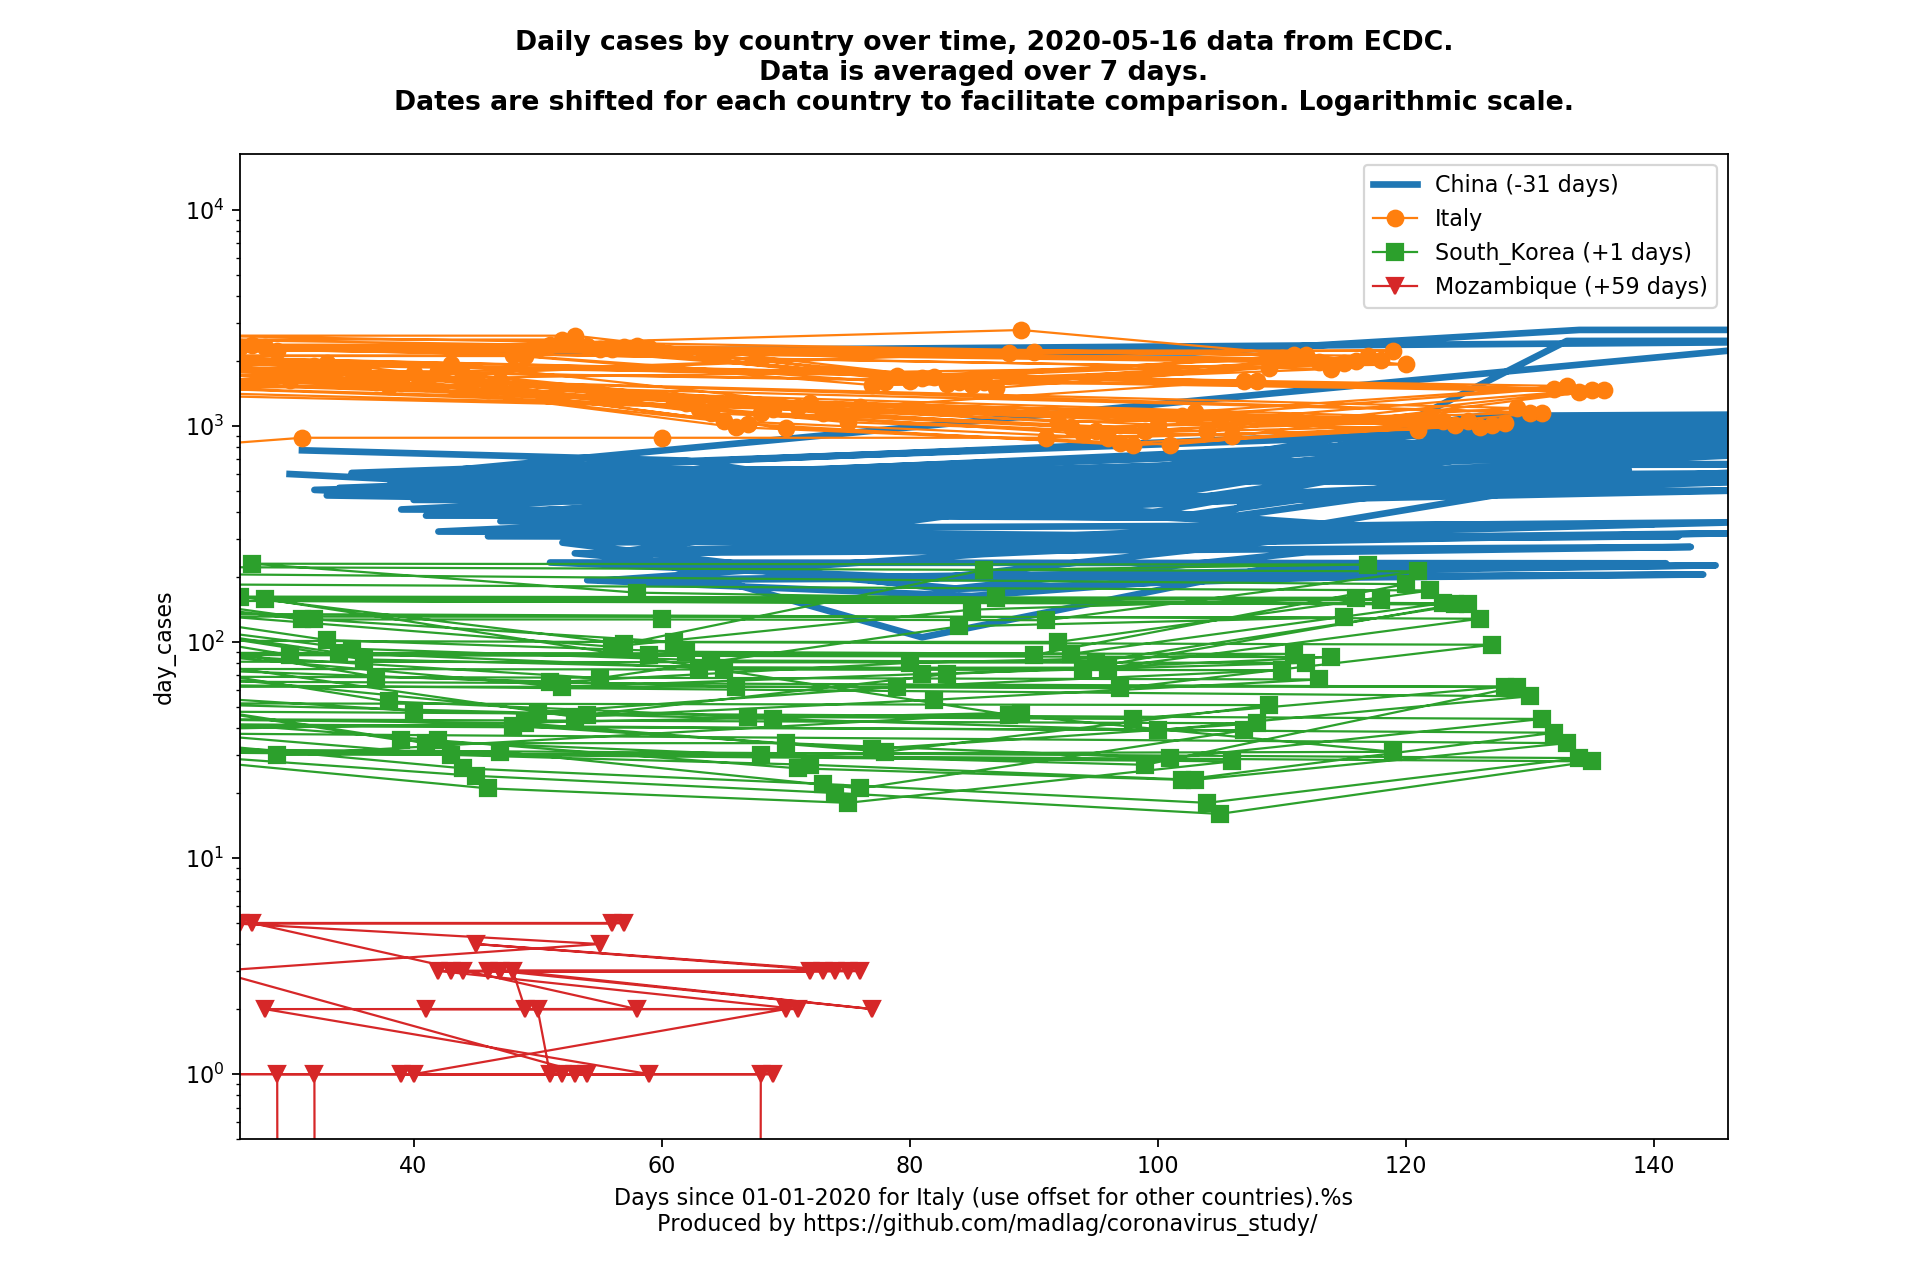 Daily cases by country over time, 2020-05-16 data from ECDC.
Data is averaged over 7 days.
Dates are shifted for each country to facilitate comparison. Logarithmic scale.
China (-31 days)
Italy
South_Korea (+1 days)
Mozambique (+59 days)
day_cases
10⁴
10³
10²
10¹
10⁰
40 60 80 100 120 140
Days since 01-01-2020 for Italy (use offset for other countries).%s
Produced by https://github.com/madlag/coronavirus_study/